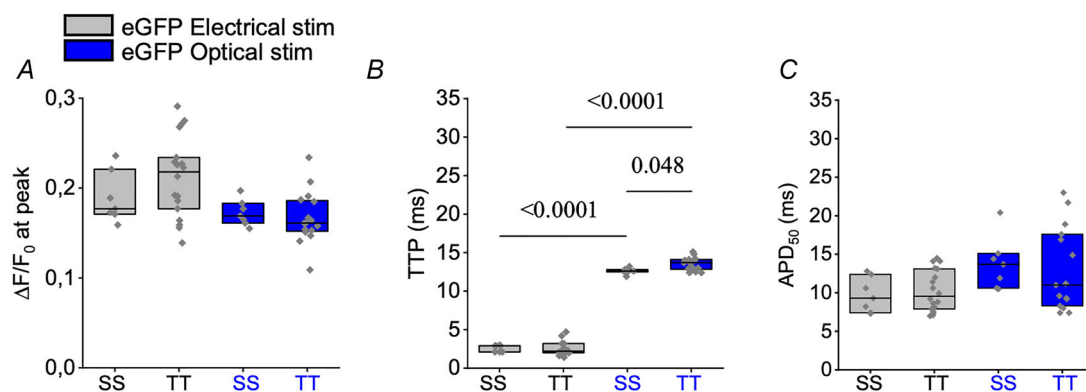 eGFP Electrical stim
eGFP Optical stim
A
0,3
0,2
0,1
0,0
ΔF/F0 at peak
SS TT SS TT
B
35
30
25
20
15
10
5
0
TTP (ms)
<0.0001
0.048
<0.0001
SS TT SS TT
C
35
30
25
20
15
10
5
0
APD50 (ms)
SS TT SS TT